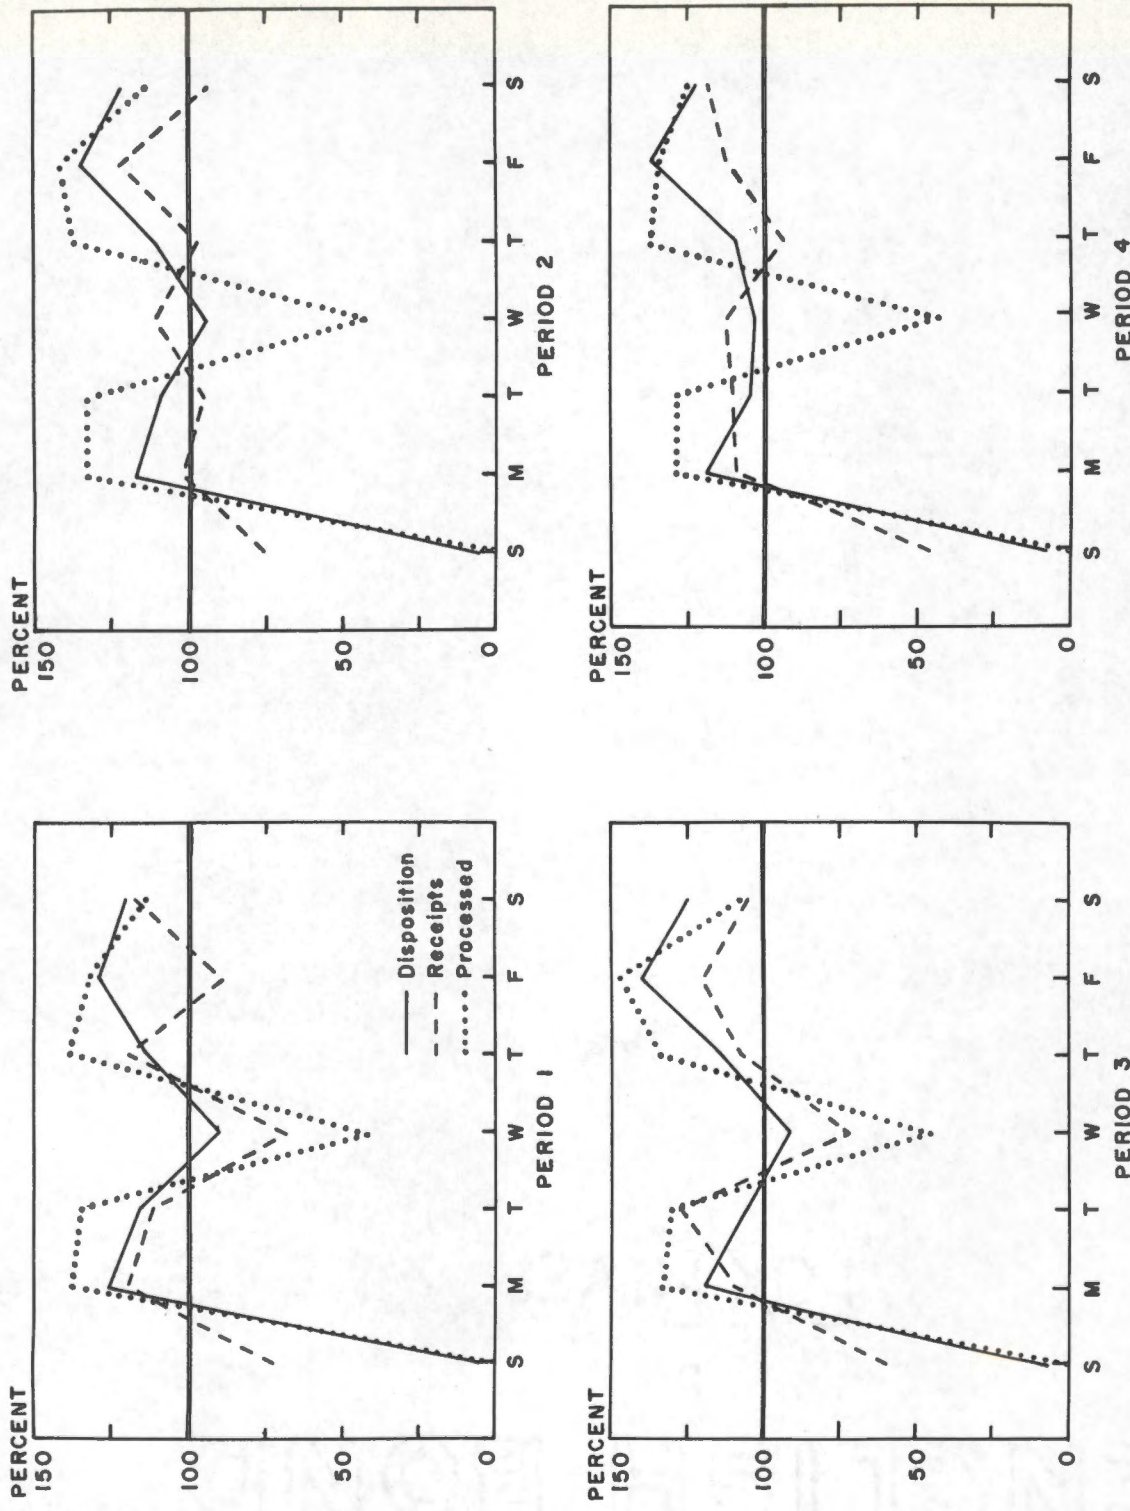 PERCENT
150
100
50
0
S M T W T F S
PERIOD 1
Disposition
Receipts
Processed
PERCENT
150
100
50
0
S M T W T F S
PERIOD 2
PERCENT
150
100
50
0
S M T W T F S
PERIOD 3
PERCENT
150
100
50
0
S M T W T F S
PERIOD 4